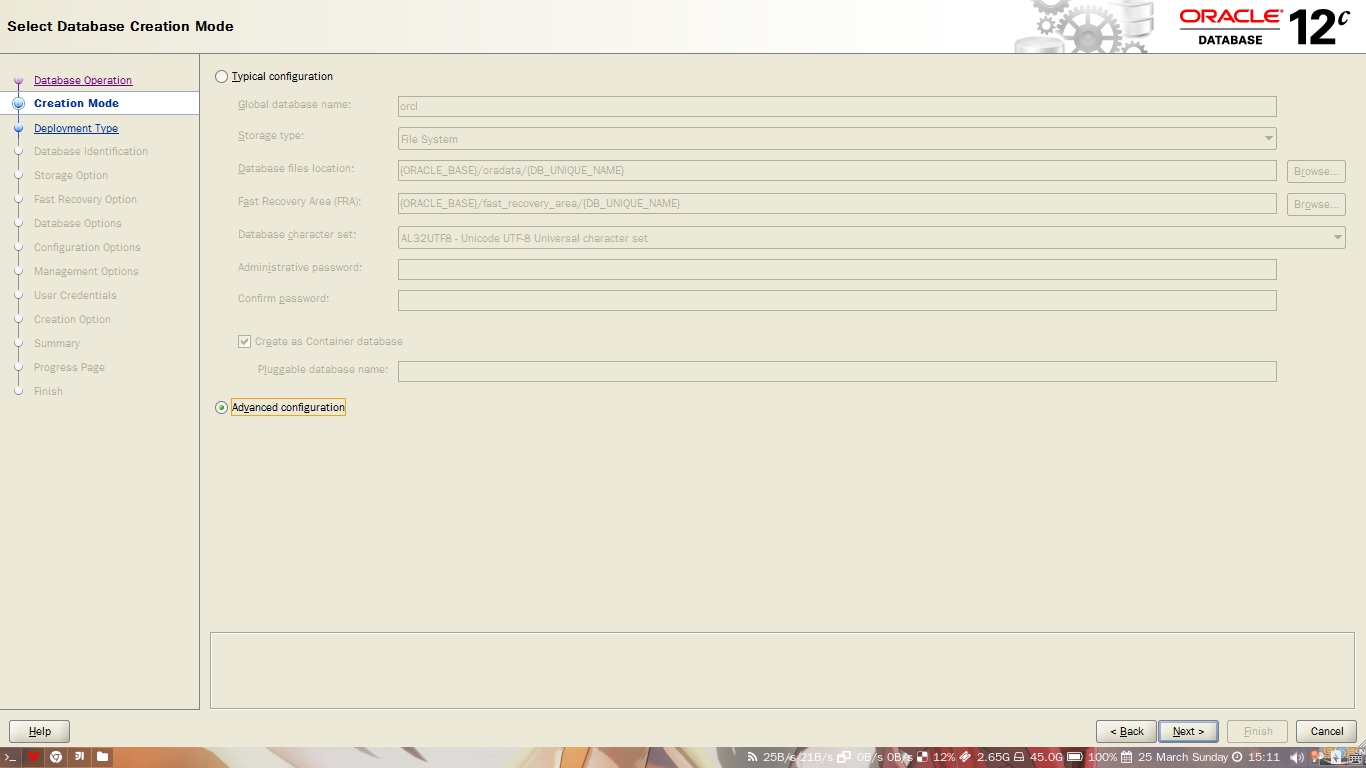 Select Database Creation Mode
ORACLE
DATABASE
12c
Database Operation
Creation Mode
Deployment Type
Database Identification
Storage Option
Fast Recovery Option
Database Options
Configuration Options
Management Options
User Credentials
Creation Option
Summary
Progress Page
Finish
Typical configuration
Global database name: orcl
Storage type: File System
Database files location: {ORACLE_BASE}/oradata/{DB_UNIQUE_NAME} Browse...
Fast Recovery Area (FRA): {ORACLE_BASE}/fast_recovery_area/{DB_UNIQUE_NAME} Browse...
Database character set: AL32UTF8 - Unicode UTF-8 Universal character set
Administrative password:
Confirm password:
Create as Container database
Pluggable database name:
Advanced configuration
Help < Back Next > Finish Cancel
25B/s 21B/s 0B/s 0B/s 12% 2.65G 45.0G 100% 25 March Sunday 15:11